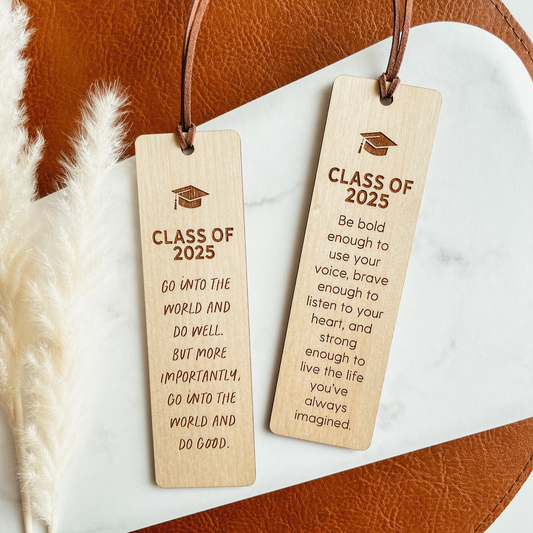 CLASS OF
2025
GO INTO THE
WORLD AND
DO WELL.
BUT MORE
IMPORTANTLY,
GO INTO THE
WORLD AND
DO GOOD.
CLASS OF
2025
Be bold
enough to
use your
voice, brave
enough to
listen to your
heart, and
strong
enough to
live the life
you've
always
imagined.